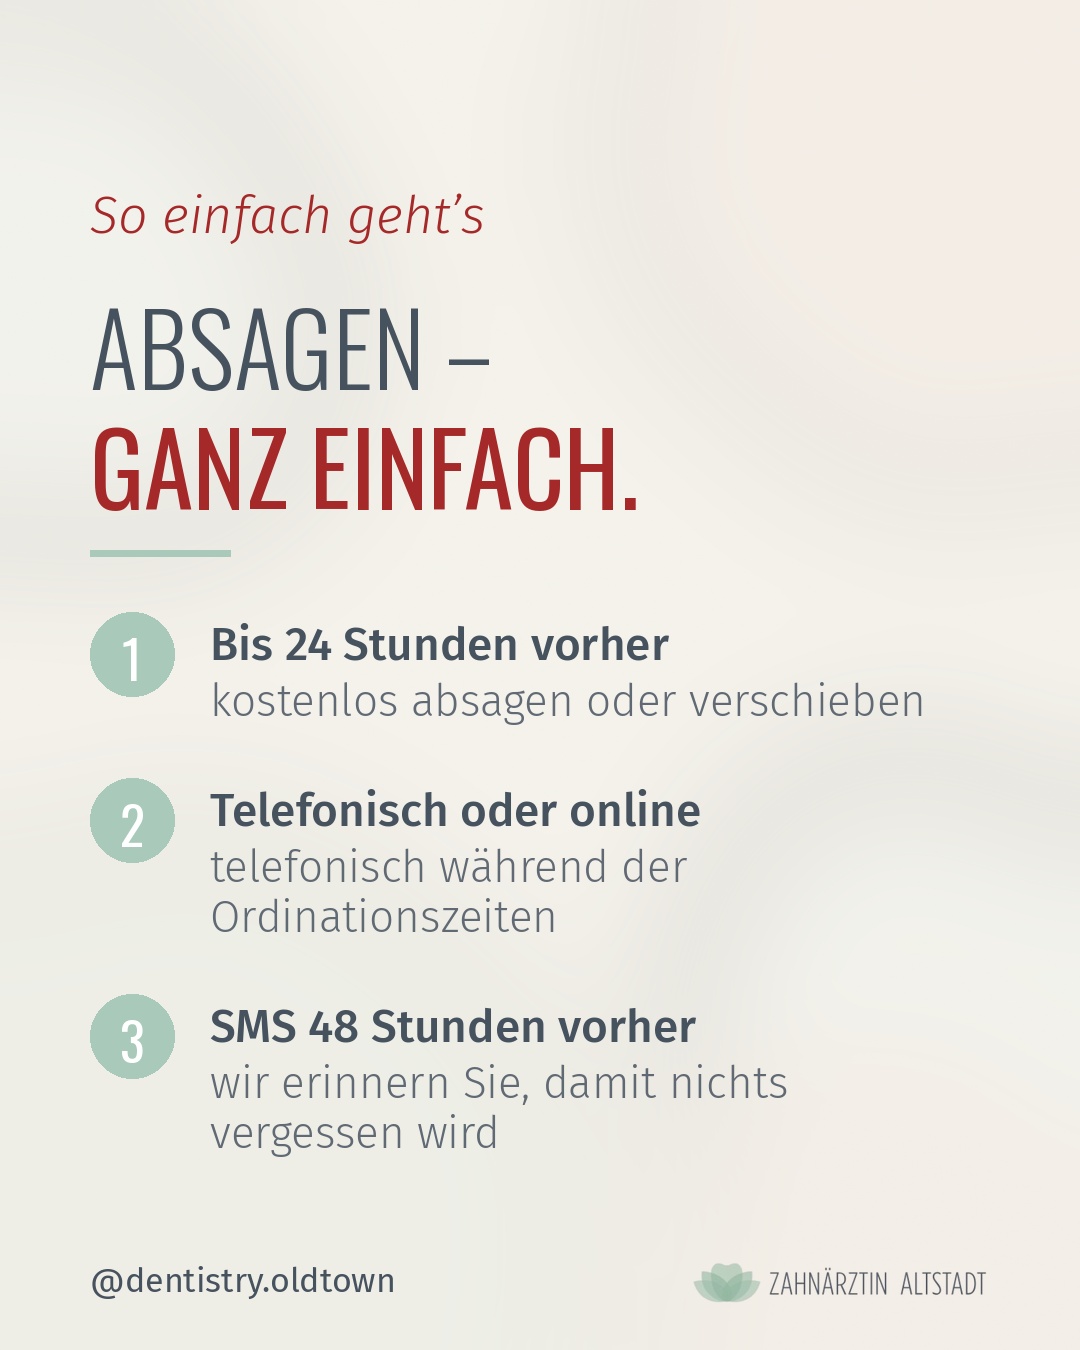 So einfach geht’s
ABSAGEN –
GANZ EINFACH.
1
Bis 24 Stunden vorher
kostenlos absagen oder verschieben
2
Telefonisch oder online
telefonisch während der
Ordinationszeiten
3
SMS 48 Stunden vorher
wir erinnern Sie, damit nichts
vergessen wird
@dentistry.oldtown
ZAHNÄRZTIN ALTSTADT